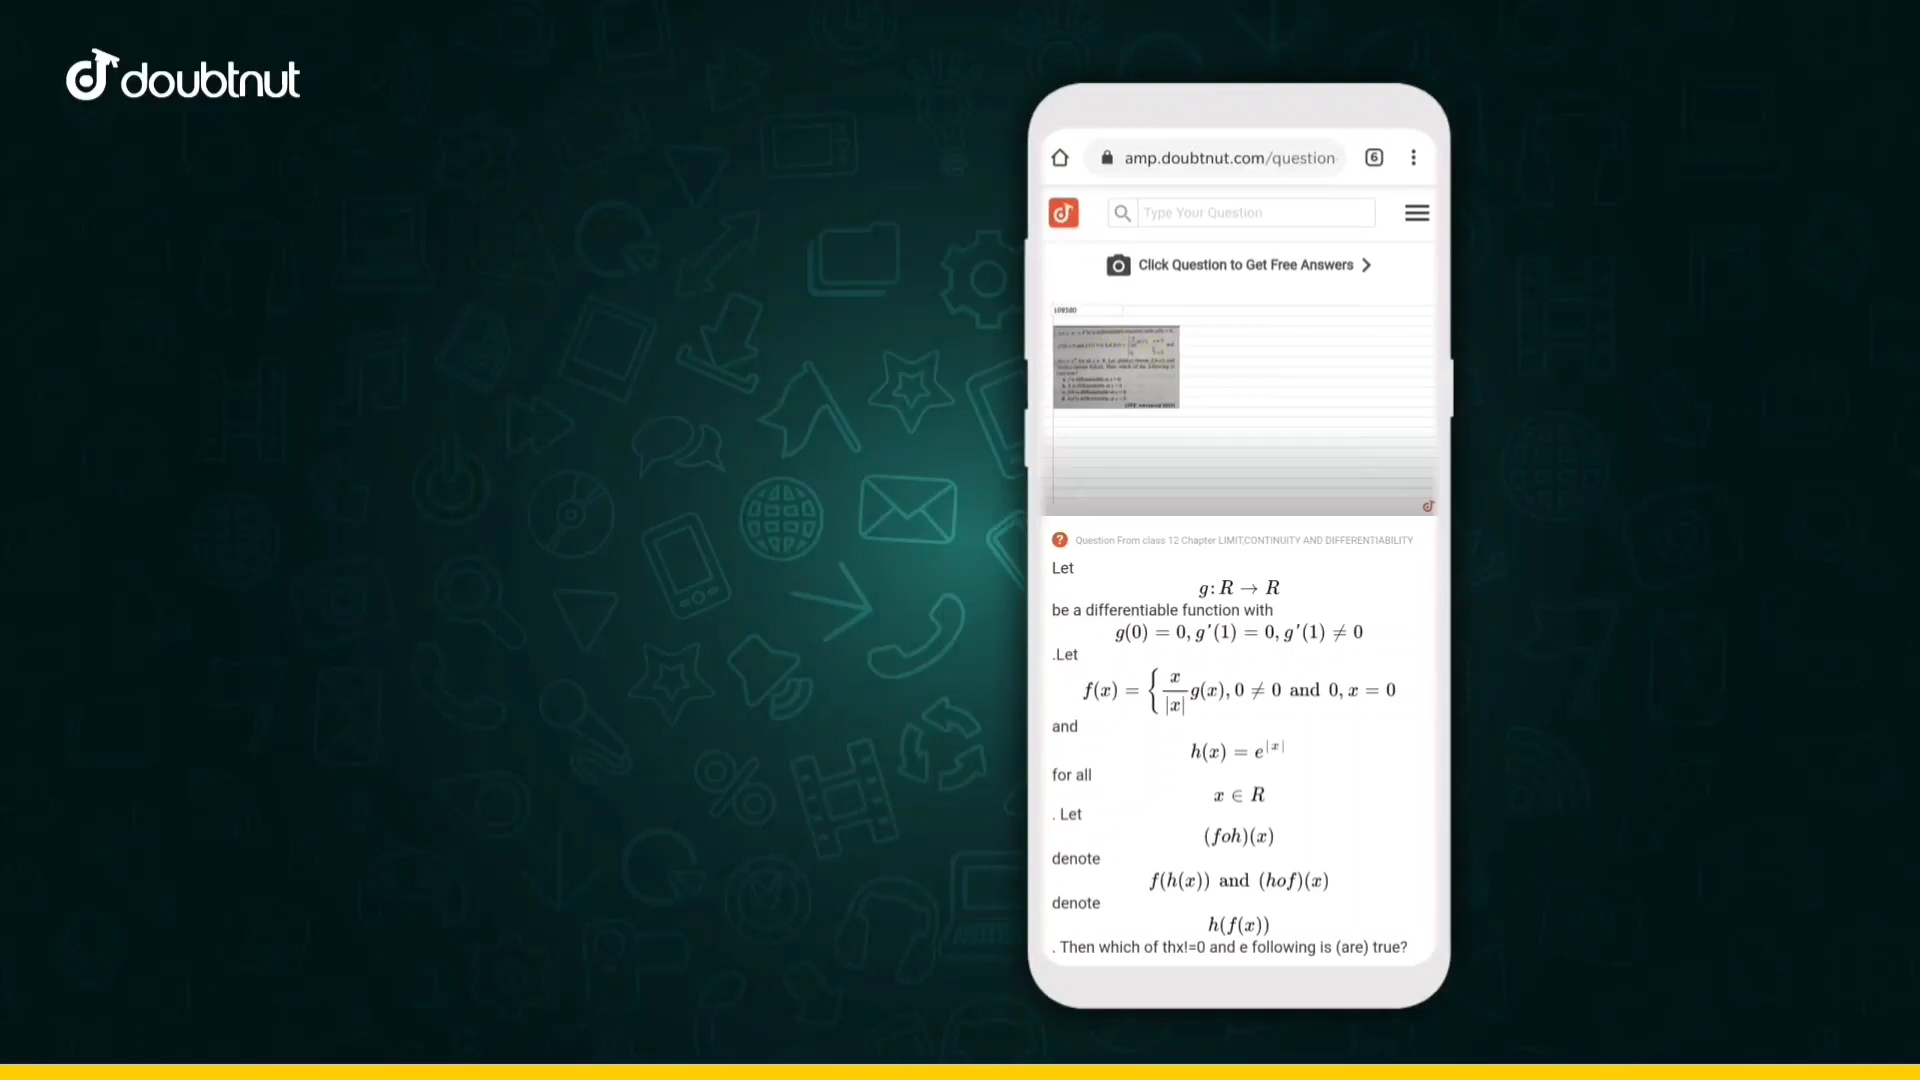 doubtnut
amp.doubtnut.com/question
6
Type Your Question
Click Question to Get Free Answers
Question From class 12 Chapter LIMIT,CONTINUITY AND DIFFERENTIABILITY
Let
g: R → R
be a differentiable function with
g(0) = 0, g′(1) = 0, g′(1) ≠ 0
.Let
f(x) = { x/|x| g(x), 0 ≠ 0 and 0, x = 0
and
h(x) = e^|x|
for all
x ∈ R
. Let
(foh)(x)
denote
f(h(x)) and (hof)(x)
denote
h(f(x))
. Then which of thx!=0 and e following is (are) true?